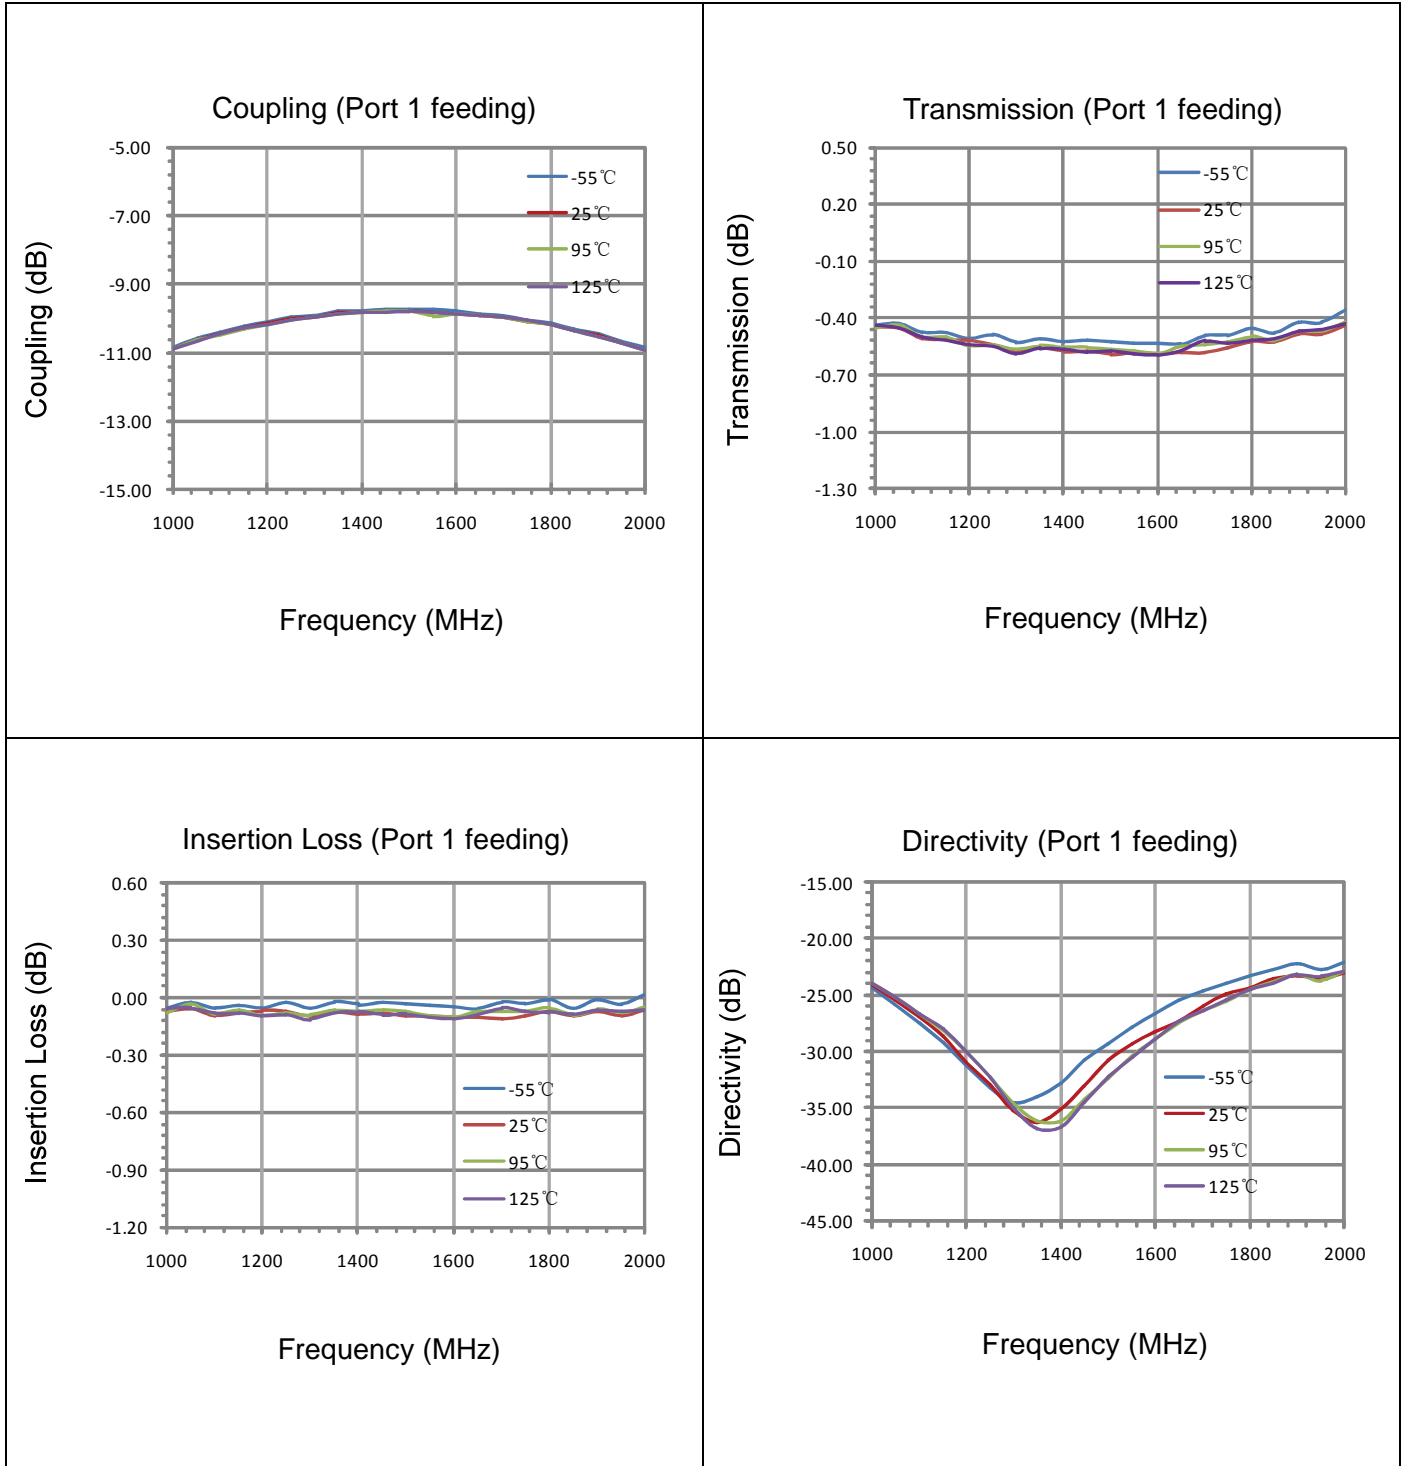 Coupling (Port 1 feeding)
Coupling (dB)
-5.00
-7.00
-9.00
-11.00
-13.00
-15.00
-55℃
25℃
95℃
125℃
1000 1200 1400 1600 1800 2000
Frequency (MHz)
Transmission (Port 1 feeding)
Transmission (dB)
0.50
0.20
-0.10
-0.40
-0.70
-1.00
-1.30
-55℃
25℃
95℃
125℃
1000 1200 1400 1600 1800 2000
Frequency (MHz)
Insertion Loss (Port 1 feeding)
Insertion Loss (dB)
0.60
0.30
0.00
-0.30
-0.60
-0.90
-1.20
-55℃
25℃
95℃
125℃
1000 1200 1400 1600 1800 2000
Frequency (MHz)
Directivity (Port 1 feeding)
Directivity (dB)
-15.00
-20.00
-25.00
-30.00
-35.00
-40.00
-45.00
-55℃
25℃
95℃
125℃
1000 1200 1400 1600 1800 2000
Frequency (MHz)